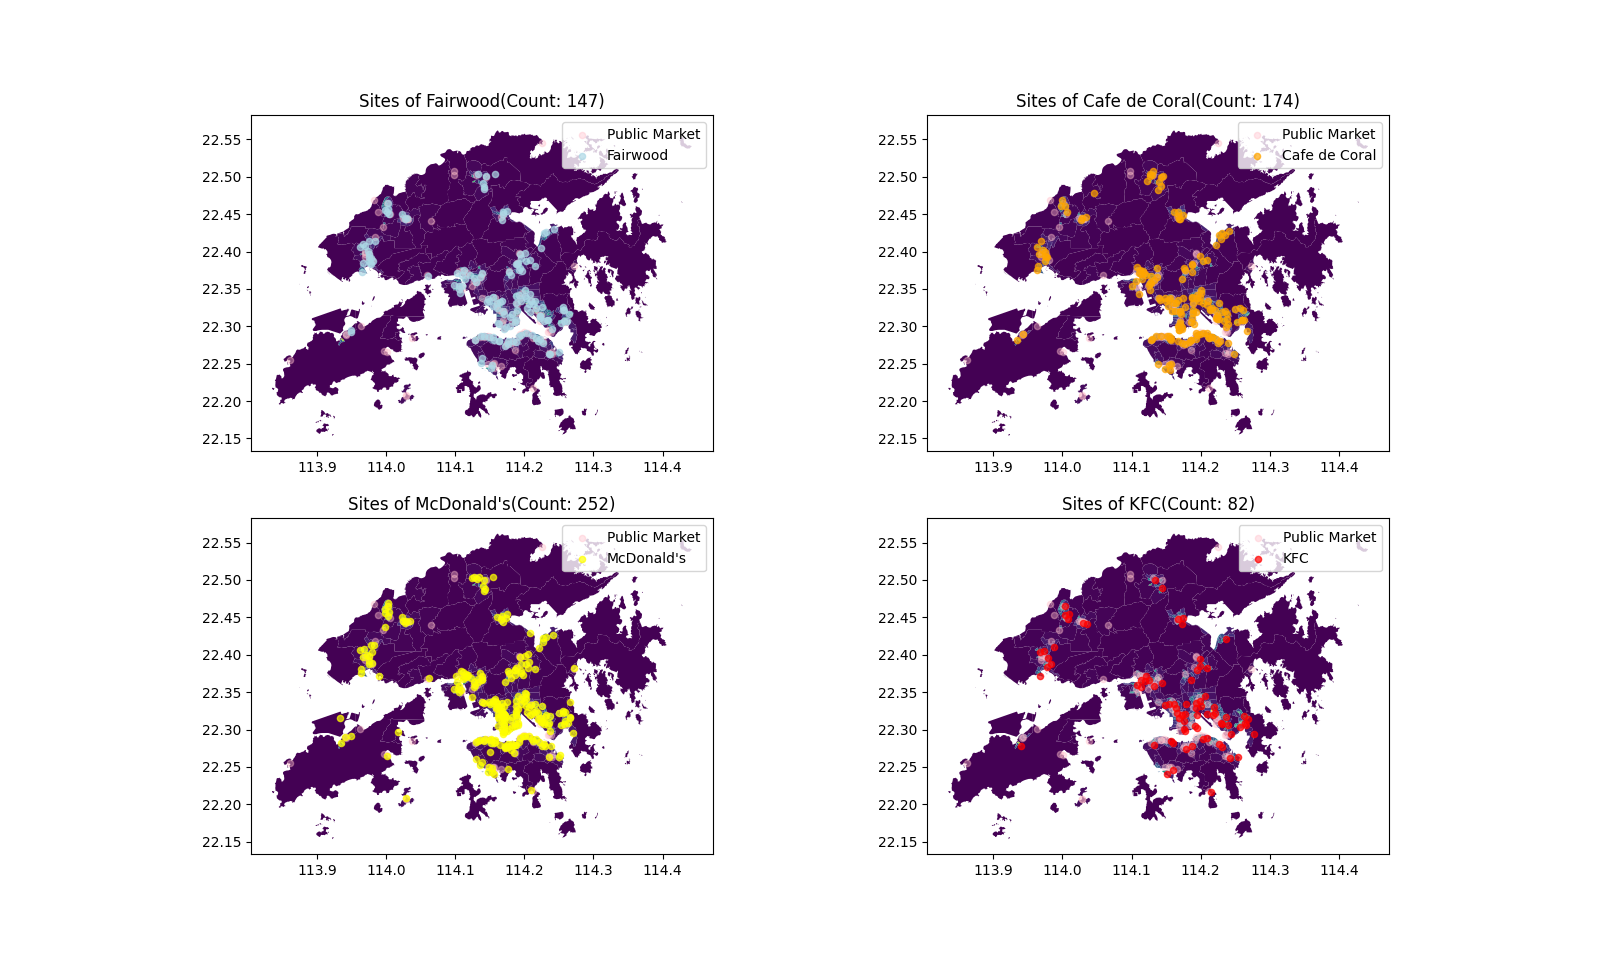 Sites of Fairwood(Count: 147)
Public Market
Fairwood
22.55
22.50
22.45
22.40
22.35
22.30
22.25
22.20
22.15
113.9 114.0 114.1 114.2 114.3 114.4
Sites of Cafe de Coral(Count: 174)
Public Market
Cafe de Coral
22.55
22.50
22.45
22.40
22.35
22.30
22.25
22.20
22.15
113.9 114.0 114.1 114.2 114.3 114.4
Sites of McDonald's(Count: 252)
Public Market
McDonald's
22.55
22.50
22.45
22.40
22.35
22.30
22.25
22.20
22.15
113.9 114.0 114.1 114.2 114.3 114.4
Sites of KFC(Count: 82)
Public Market
KFC
22.55
22.50
22.45
22.40
22.35
22.30
22.25
22.20
22.15
113.9 114.0 114.1 114.2 114.3 114.4